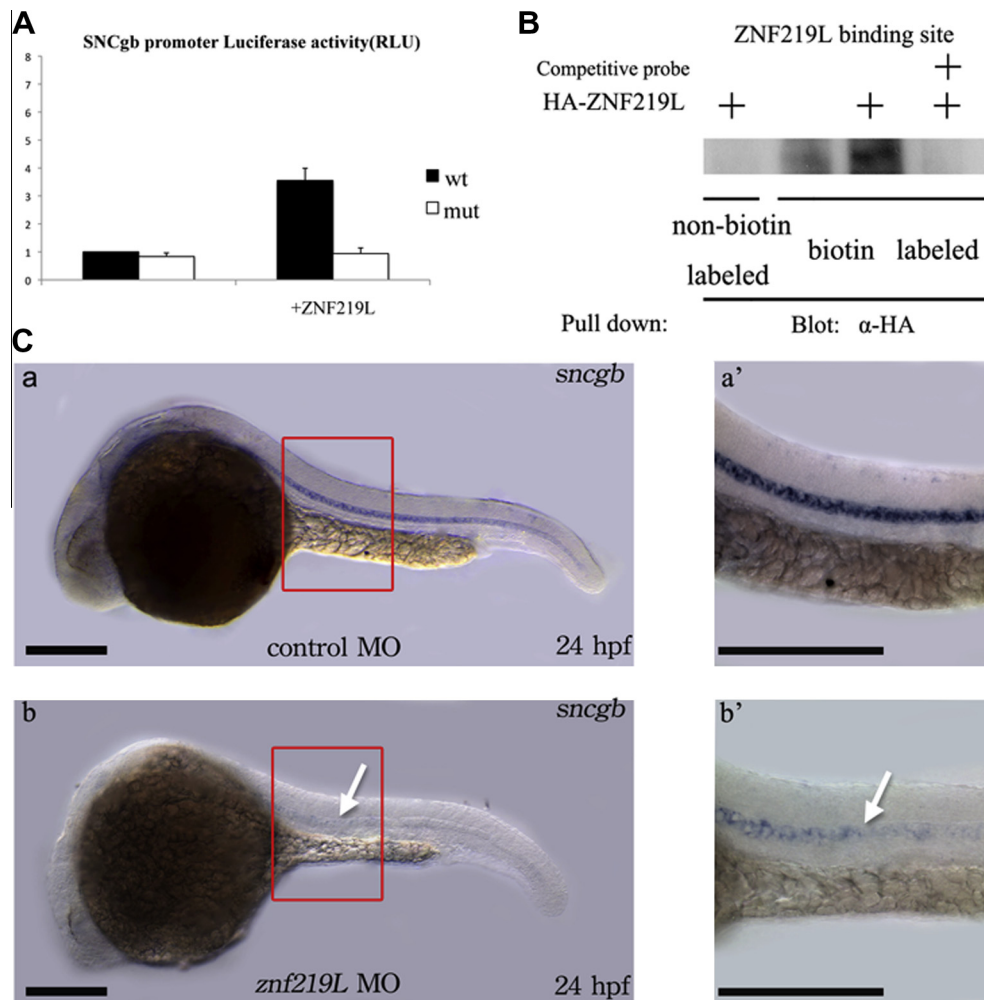 A
SNCgb promoter Luciferase activity(RLU)
8
7
6
5
4
3
2
1
0
wt
mut
+ZNF219L
B
ZNF219L binding site
Competitive probe +
HA-ZNF219L + + +
non-biotin
labeled
biotin labeled
Pull down: Blot: α-HA
C
a
sncgb
control MO
24 hpf
a’
b
sncgb
znf219L MO
24 hpf
b’